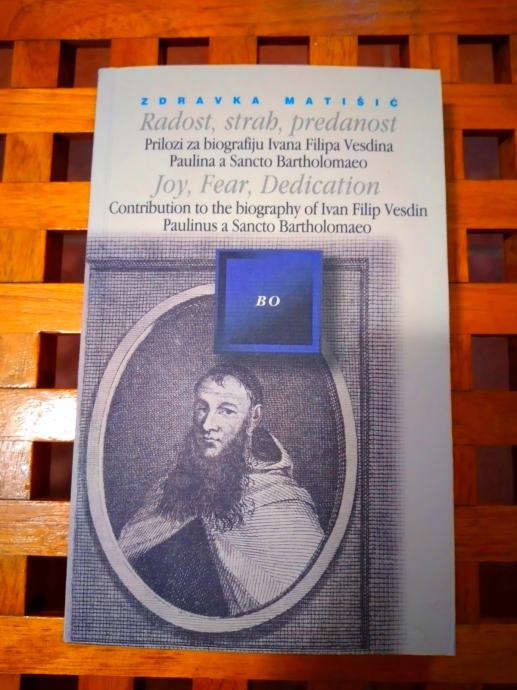 ZDRAVKA MATIŠIĆ
Radost, strah, predanost
Prilozi za biografiju Ivana Filipa Vesdina
Paulina a Sancto Bartholomaeo
Joy, Fear, Dedication
Contribution to the biography of Ivan Filip Vesdin
Paulinus a Sancto Bartholomaeo
BO